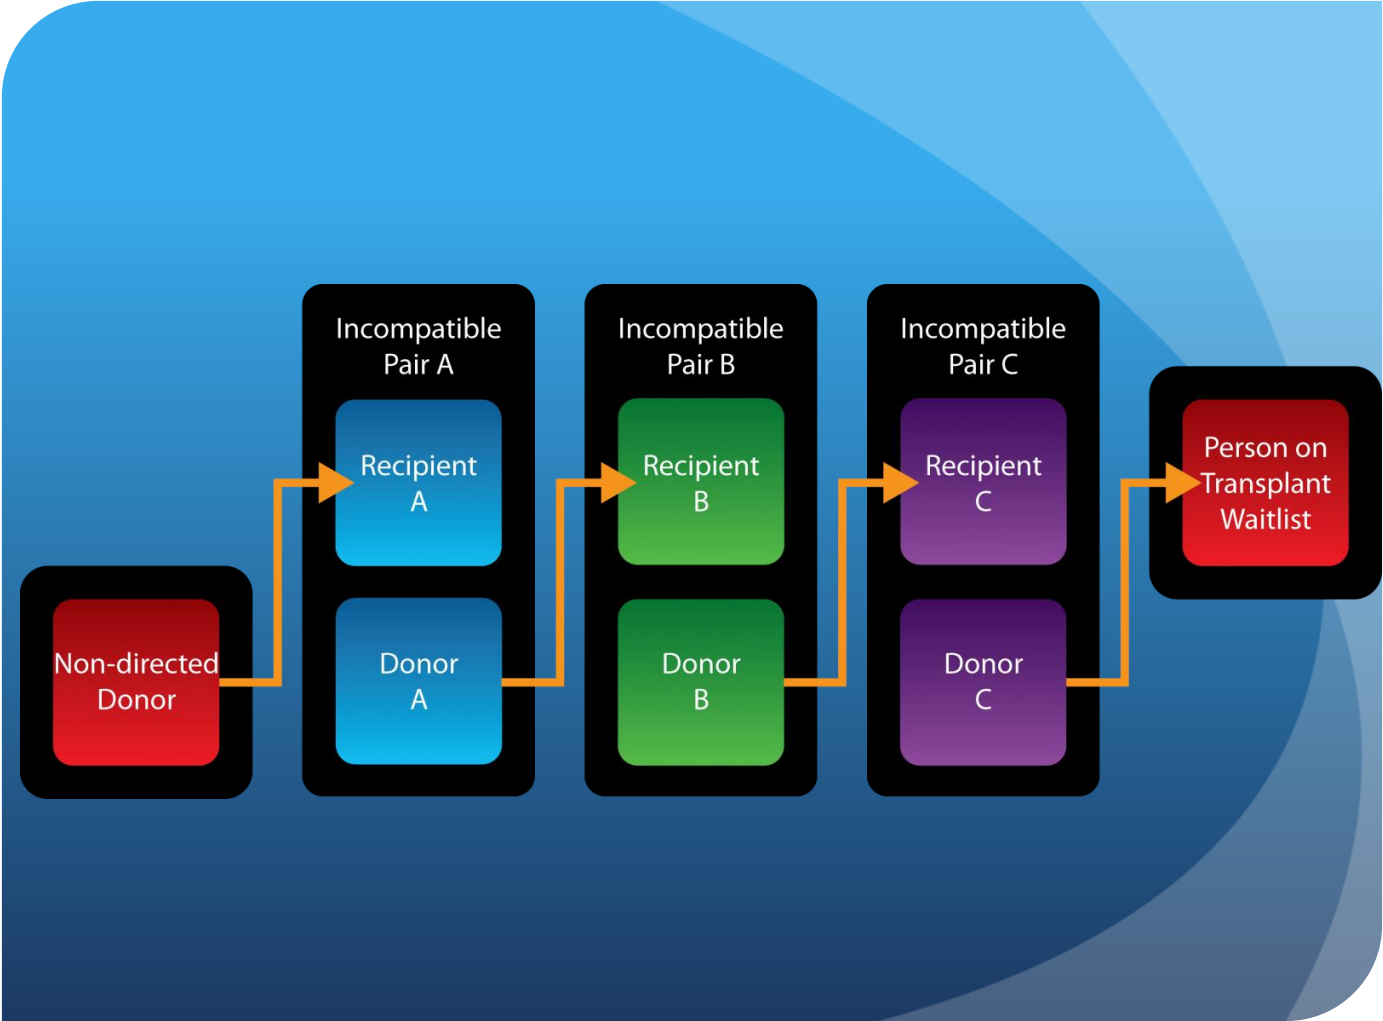 Incompatible
Pair A
Recipient
A
Donor
A
Incompatible
Pair B
Recipient
B
Donor
B
Incompatible
Pair C
Recipient
C
Donor
C
Person on
Transplant
Waitlist
Non-directed
Donor